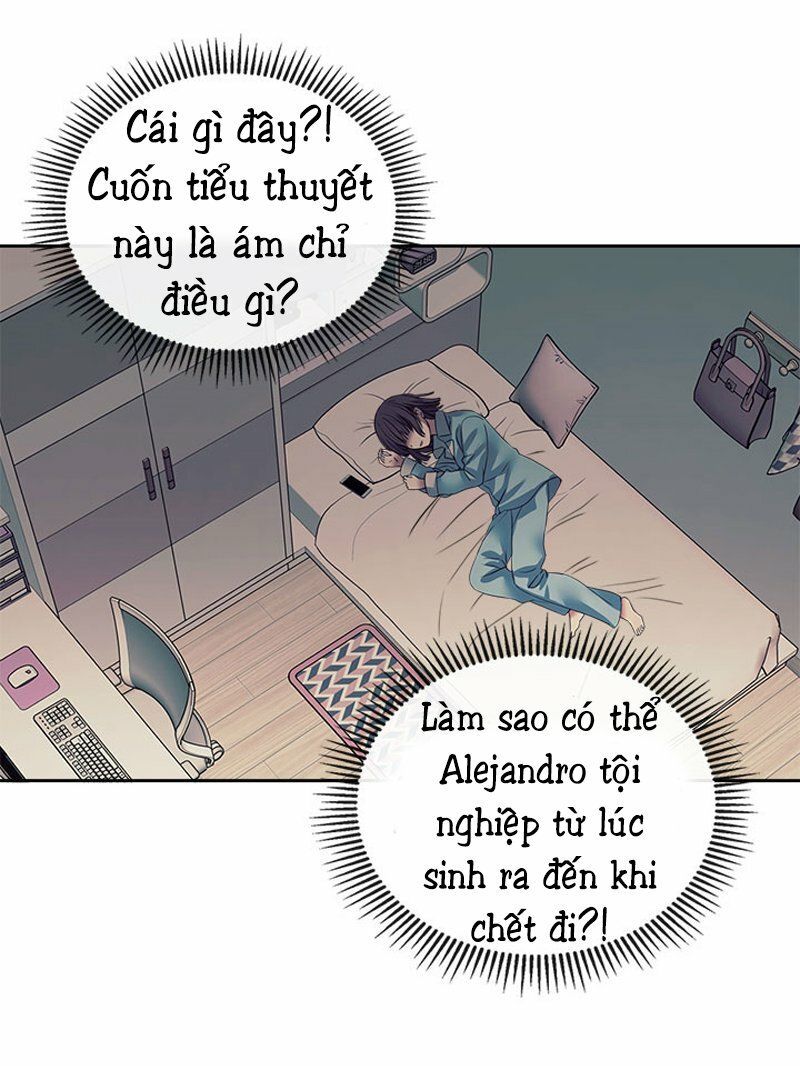 Cái gì đây?!
Cuốn tiểu thuyết
này là ám chỉ
điều gì?
Làm sao có thể
Alejandro tội
nghiệp từ lúc
sinh ra đến khi
chết đi?!